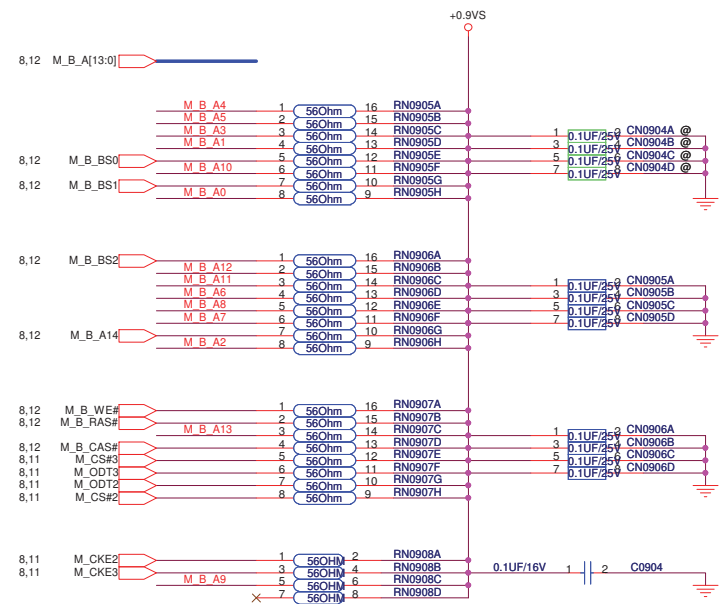 +0.9VS
8,12 M_B_A[13:0]
M_B_A4 1 56Ohm 16 RN0905A
M_B_A5 2 56Ohm 15 RN0905B
M_B_A3 3 56Ohm 14 RN0905C 1 0.1UF/25V 2 CN0904A @
M_B_A1 4 56Ohm 13 RN0905D 3 0.1UF/25V 4 CN0904B @
8,12 M_B_BS0 5 56Ohm 12 RN0905E 5 0.1UF/25V 6 CN0904C @
M_B_A10 6 56Ohm 11 RN0905F 7 0.1UF/25V 8 CN0904D @
8,12 M_B_BS1 7 56Ohm 10 RN0905G
M_B_A0 8 56Ohm 9 RN0905H
8,12 M_B_BS2 1 56Ohm 16 RN0906A
M_B_A12 2 56Ohm 15 RN0906B
M_B_A11 3 56Ohm 14 RN0906C 1 0.1UF/25V 2 CN0905A
M_B_A6 4 56Ohm 13 RN0906D 3 0.1UF/25V 4 CN0905B
M_B_A8 5 56Ohm 12 RN0906E 5 0.1UF/25V 6 CN0905C
M_B_A7 6 56Ohm 11 RN0906F 7 0.1UF/25V 8 CN0905D
8,12 M_B_A14 7 56Ohm 10 RN0906G
M_B_A2 8 56Ohm 9 RN0906H
8,12 M_B_WE# 1 56Ohm 16 RN0907A
8,12 M_B_RAS# 2 56Ohm 15 RN0907B
M_B_A13 3 56Ohm 14 RN0907C 1 0.1UF/25V 2 CN0906A
8,12 M_B_CAS# 4 56Ohm 13 RN0907D 3 0.1UF/25V 4 CN0906B
8,11 M_CS#3 5 56Ohm 12 RN0907E 5 0.1UF/25V 6 CN0906C
8,11 M_ODT3 6 56Ohm 11 RN0907F 7 0.1UF/25V 8 CN0906D
8,11 M_ODT2 7 56Ohm 10 RN0907G
8,11 M_CS#2 8 56Ohm 9 RN0907H
8,11 M_CKE2 1 56OHM 2 RN0908A
8,11 M_CKE3 3 56OHM 4 RN0908B 0.1UF/16V 1 2 C0904
M_B_A9 5 56OHM 6 RN0908C
7 56OHM 8 RN0908D